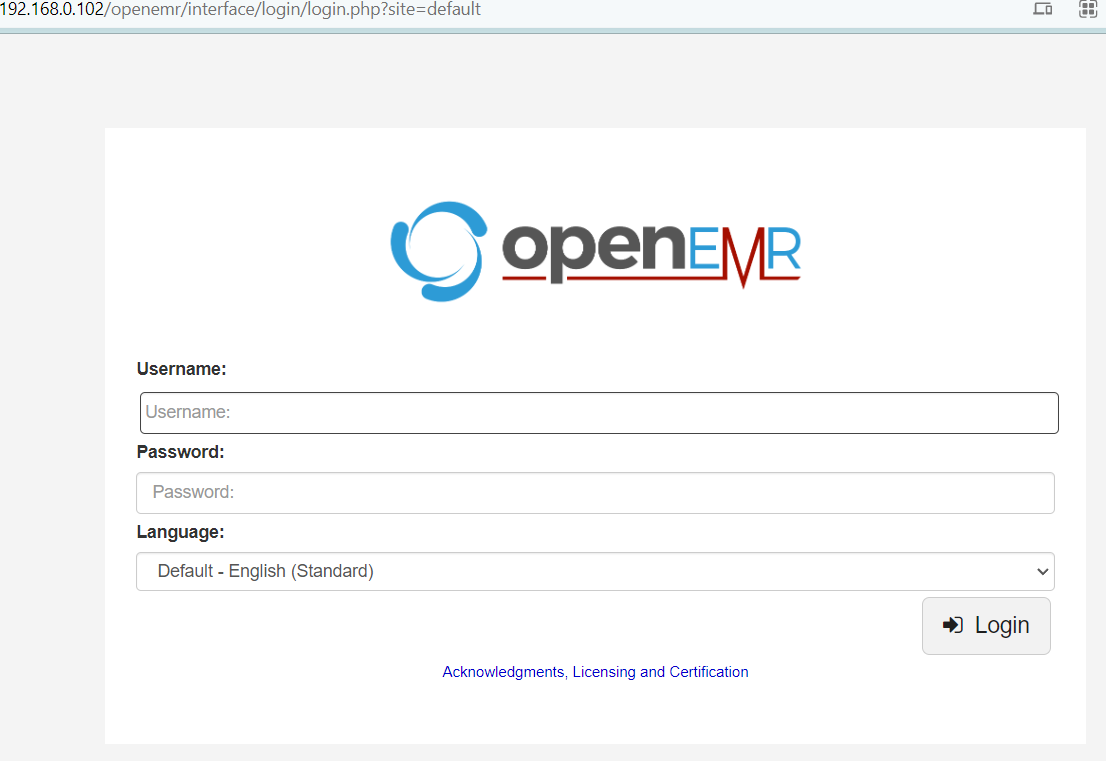 192.168.0.102/openemr/interface/login/login.php?site=default
openEMR
Username:
Username:
Password:
Password:
Language:
Default - English (Standard)
Login
Acknowledgments, Licensing and Certification